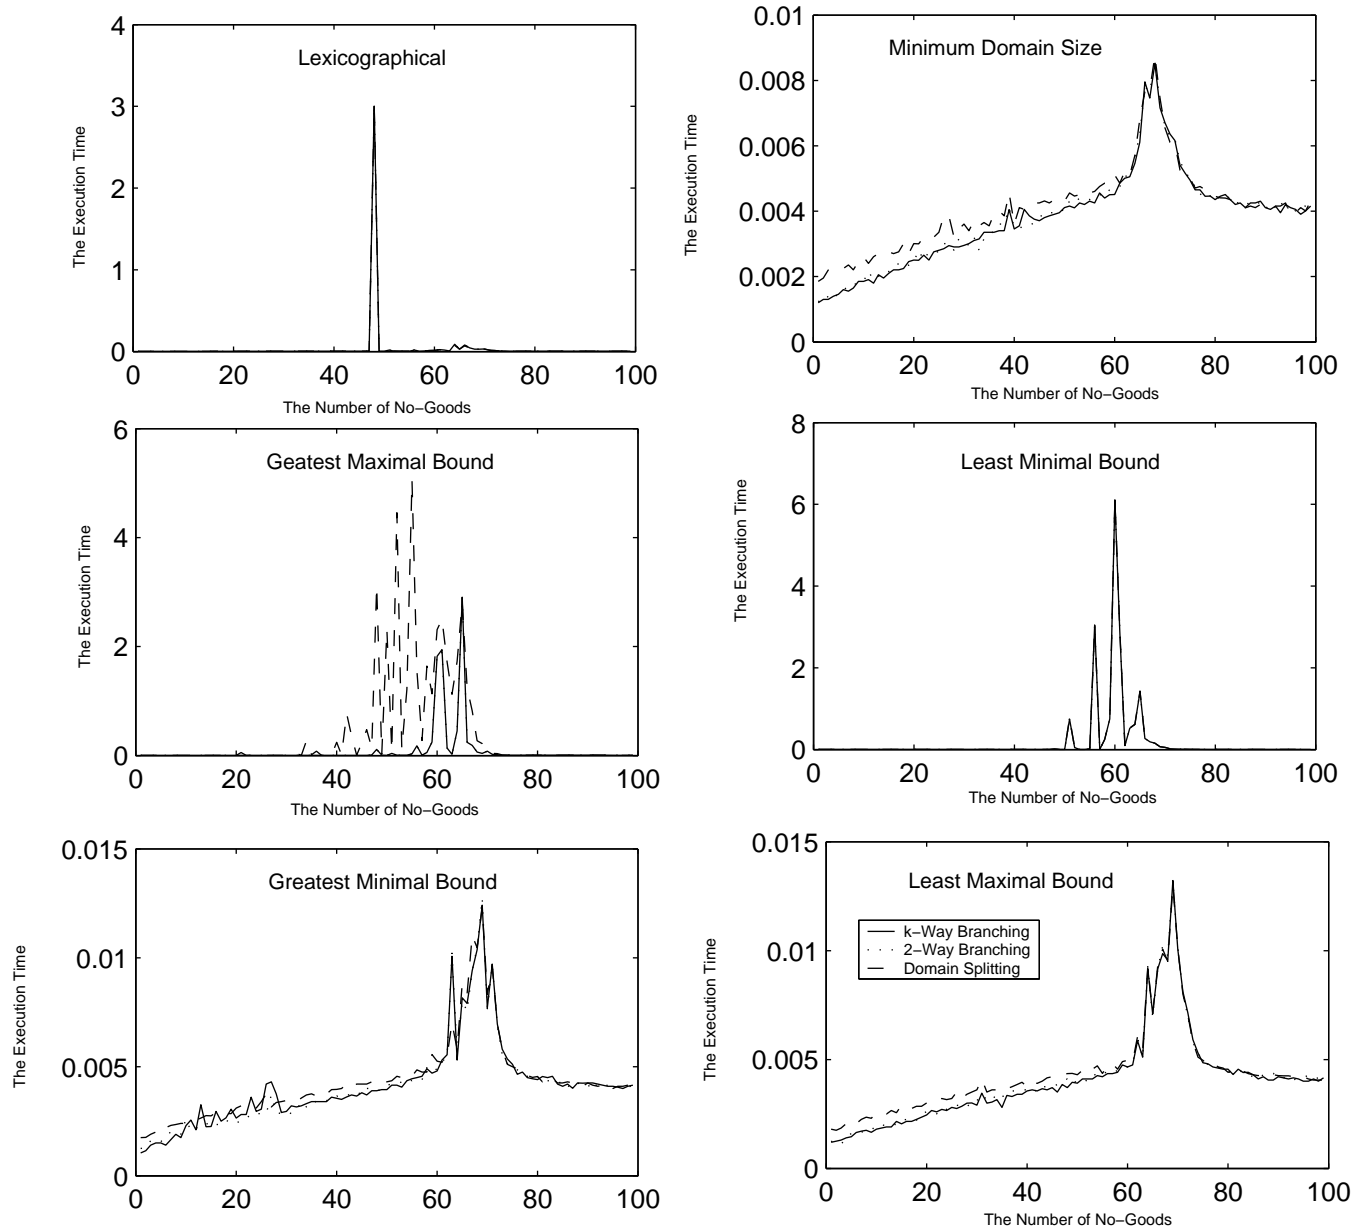 4
Lexicographical
3
2
1
0
The Execution Time
0 20 40 60 80 100
The Number of No-Goods
0.01
Minimum Domain Size
0.008
0.006
0.004
0.002
0
The Execution Time
0 20 40 60 80 100
The Number of No-Goods
6
Geatest Maximal Bound
4
2
0
The Execution Time
0 20 40 60 80 100
The Number of No-Goods
8
Least Minimal Bound
6
4
2
0
The Execution Time
0 20 40 60 80 100
The Number of No-Goods
0.015
Greatest Minimal Bound
0.01
0.005
0
The Execution Time
0 20 40 60 80 100
0.015
Least Maximal Bound
k-Way Branching
2-Way Branching
Domain Splitting
0.01
0.005
0
The Execution Time
0 20 40 60 80 100
The Number of No-Goods